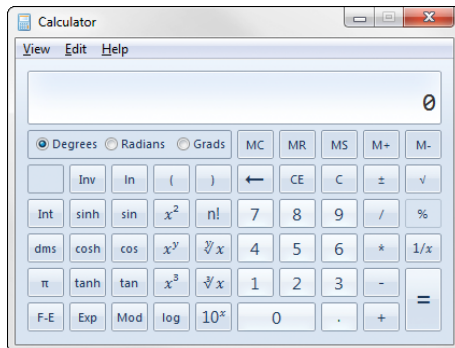 Calculator
View Edit Help
0
Degrees Radians Grads MC MR MS M+ M-
Inv ln ( ) ← CE C ± √
Int sinh sin x² n! 7 8 9 / %
dms cosh cos xʸ ʸ√x 4 5 6 * 1/x
π tanh tan x³ ³√x 1 2 3 - =
F-E Exp Mod log 10ˣ 0 . +